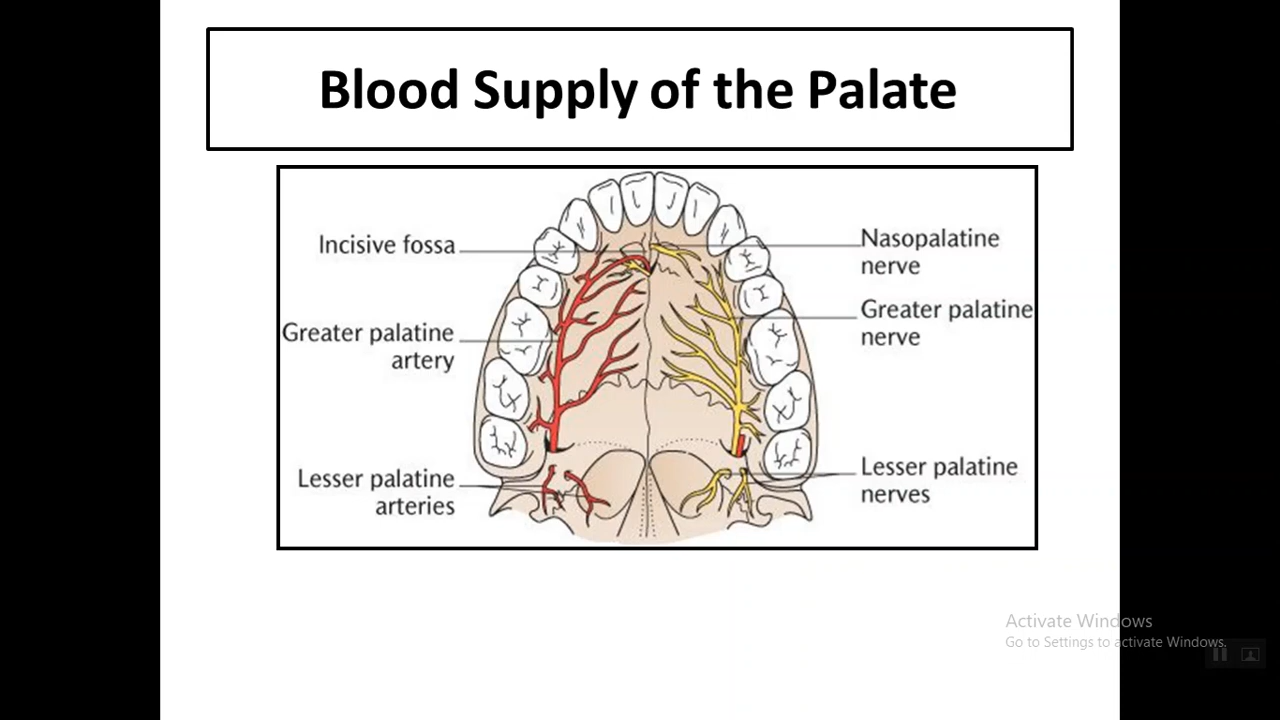 Blood Supply of the Palate
Incisive fossa
Greater palatine
artery
Lesser palatine
arteries
Nasopalatine
nerve
Greater palatine
nerve
Lesser palatine
nerves
Activate Windows
Go to Settings to activate Windows.